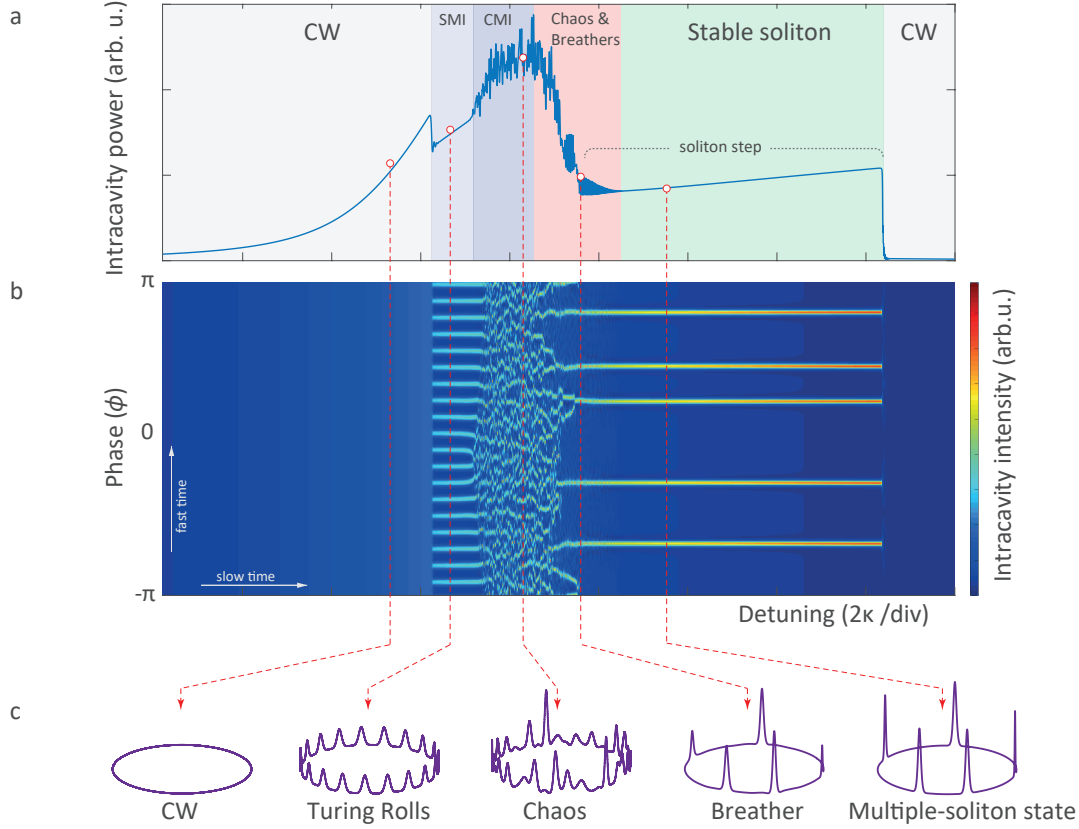 a
CW
SMI
CMI
Chaos &
Breathers
Stable soliton
CW
soliton step
Intracavity power (arb. u.)
b
π
0
-π
Phase (ϕ)
fast time
slow time
Intracavity intensity (arb.u.)
Detuning (2κ /div)
c
CW
Turing Rolls
Chaos
Breather
Multiple-soliton state